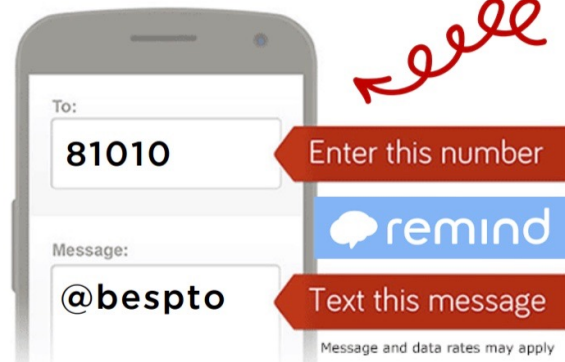 To:
81010
Enter this number
remind
Message:
@bespto
Text this message
Message and data rates may apply